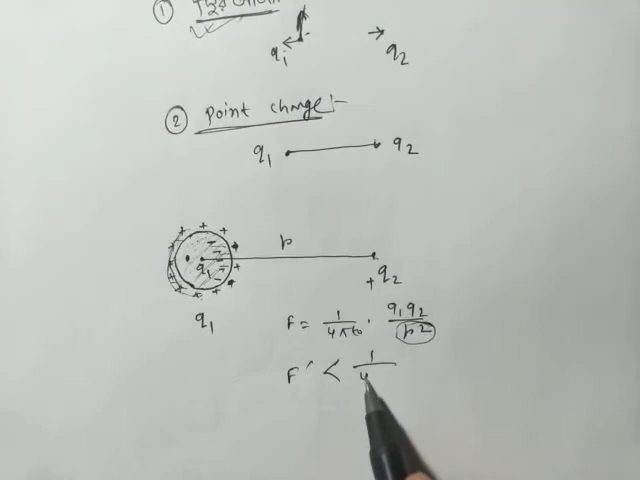 ①
q₁ q₂
② Point charge :-
q₁ q₂
+ + + + r
q₁ + q₂
q₁
F = 1/4πϵ₀ · q₁q₂/r²
F′ < 1/4